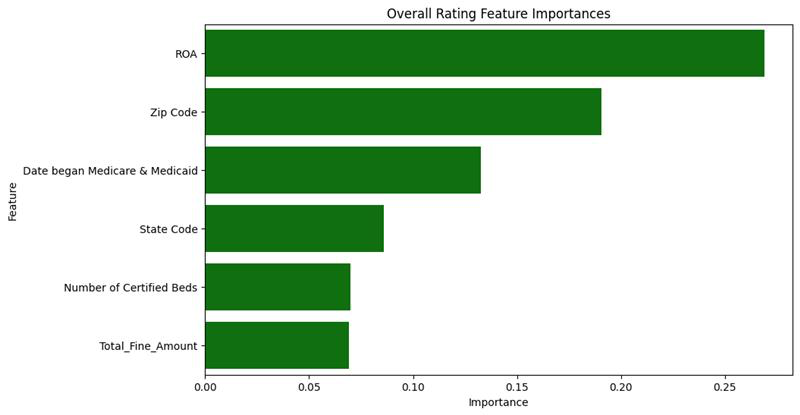 Overall Rating Feature Importances
ROA
Zip Code
Date began Medicare & Medicaid
State Code
Number of Certified Beds
Total_Fine_Amount
Feature
0.00 0.05 0.10 0.15 0.20 0.25
Importance